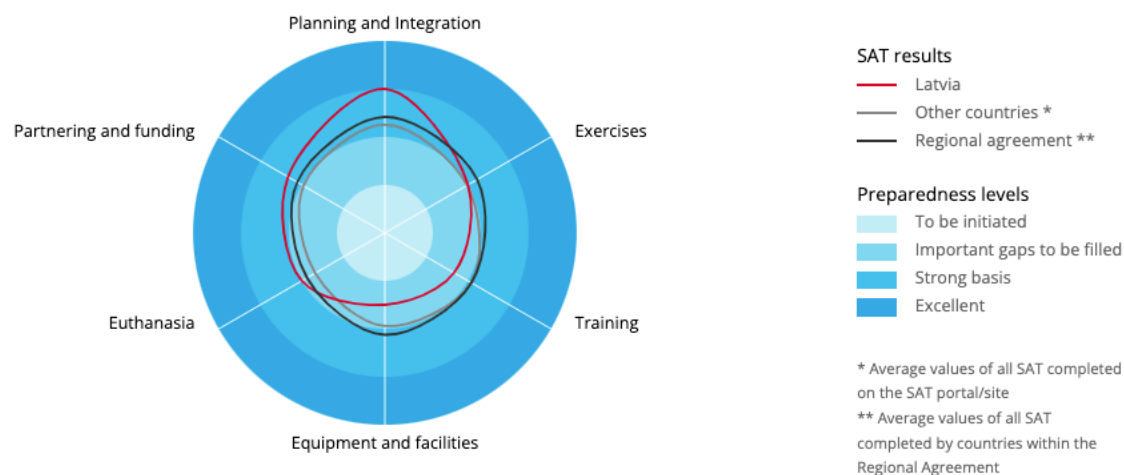 Planning and Integration
Partnering and funding
Exercises
Euthanasia
Training
Equipment and facilities
SAT results
Latvia
Other countries *
Regional agreement **
Preparedness levels
To be initiated
Important gaps to be filled
Strong basis
Excellent
* Average values of all SAT completed
on the SAT portal/site
** Average values of all SAT
completed by countries within the
Regional Agreement